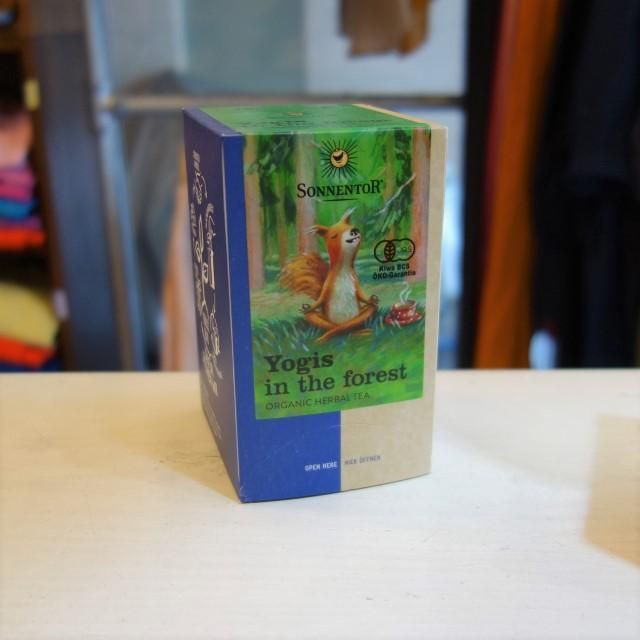 SONNENTOR®
Kiwa BCS
ÖKO-Garantie
Yogis
in the forest
ORGANIC HERBAL TEA
OPEN HERE HIER ÖFFNEN